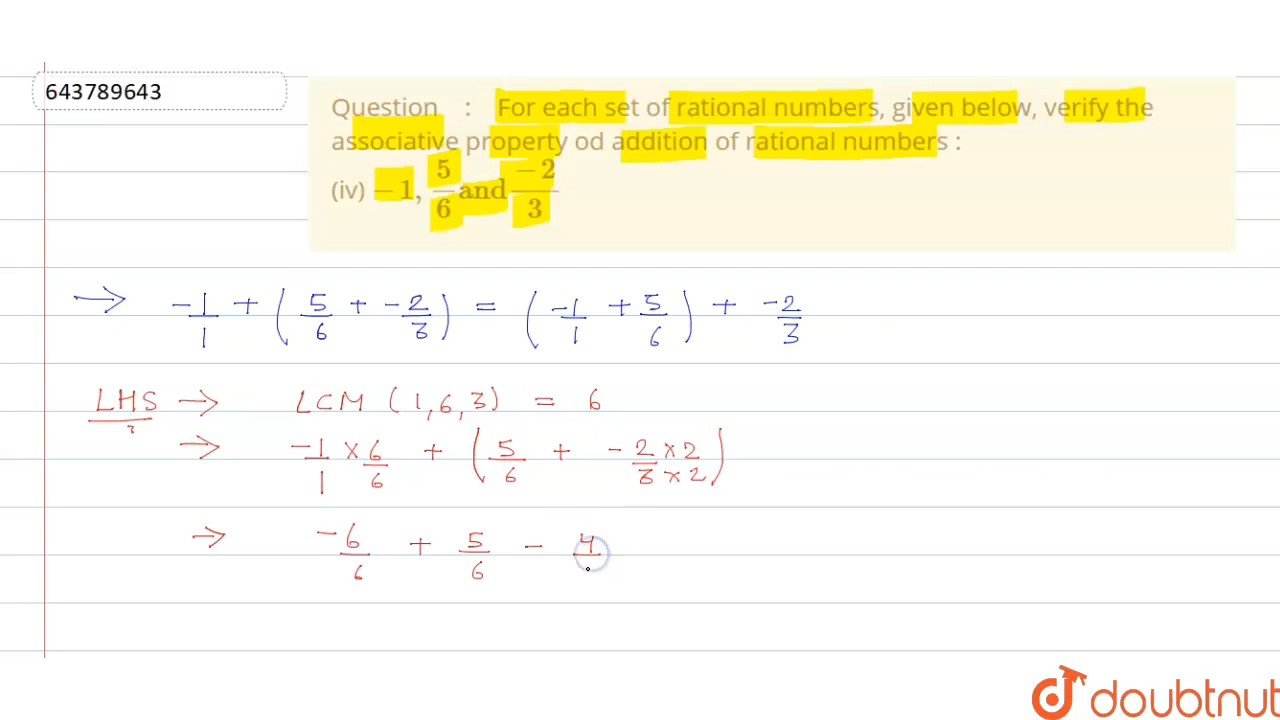 643789643
Question : For each set of rational numbers, given below, verify the
associative property od addition of rational numbers :
(iv) −1, 5/6 and −2/3
→ -1/1 + (5/6 + -2/3) = (-1/1 + 5/6) + -2/3
LHS → LCM (1,6,3) = 6
→ -1/1 × 6/6 + (5/6 + -2×2/3×2)
→ -6/6 + 5/6 - 4
doubtnut